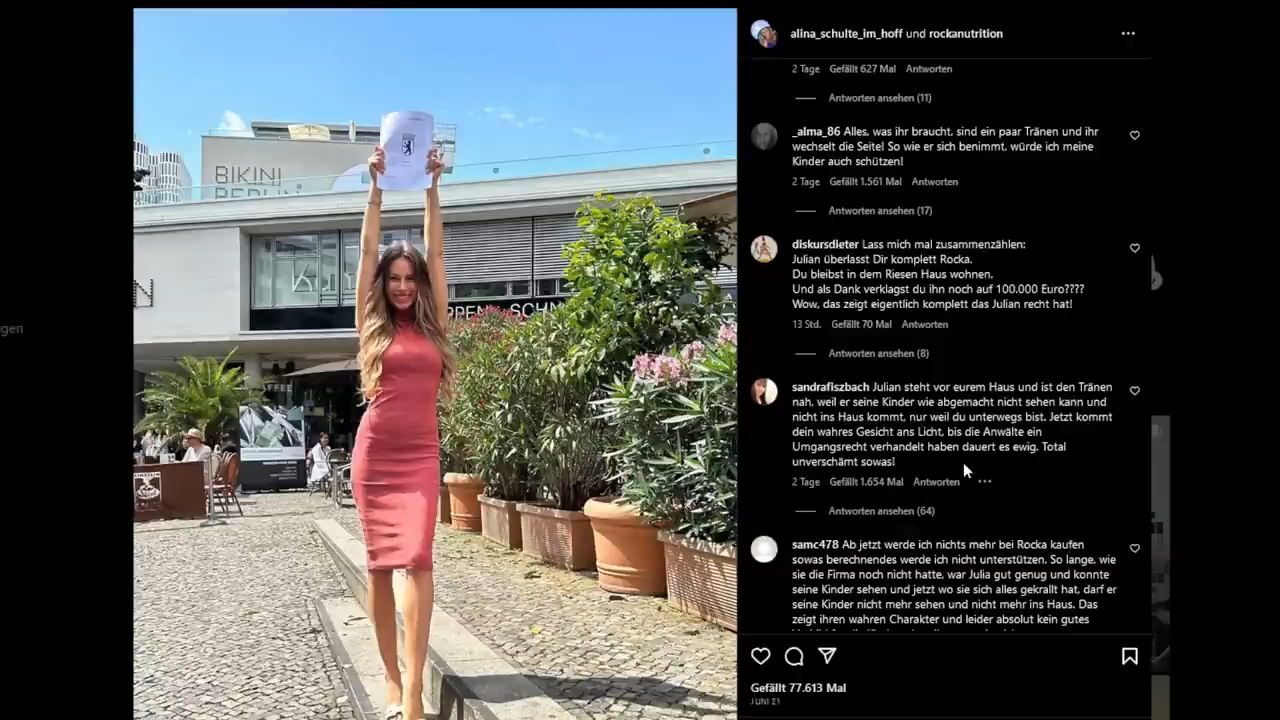 gen
BIKINI
BERLIN
N
alina_schulte_im_hoff und rockanutrition
2 Tage Gefällt 627 Mal Antworten
Antworten ansehen (11)
_alma_86 Alles, was ihr braucht, sind ein paar Tränen und ihr
wechselt die Seite! So wie er sich benimmt, würde ich meine
Kinder auch schützen!
2 Tage Gefällt 1.561 Mal Antworten
Antworten ansehen (17)
diskursdieter Lass mich mal zusammenzählen:
Julian überlasst Dir komplett Rocka.
Du bleibst in dem Riesen Haus wohnen.
Und als Dank verklagst du ihn noch auf 100.000 Euro????
Wow, das zeigt eigentlich komplett das Julian recht hat!
13 Std. Gefällt 70 Mal Antworten
Antworten ansehen (8)
sandrafiszbach Julian steht vor eurem Haus und ist den Tränen
nah, weil er seine Kinder wie abgemacht nicht sehen kann und
nicht ins Haus kommt, nur weil du unterwegs bist. Jetzt kommt
dein wahres Gesicht ans Licht, bis die Anwälte ein
Umgangsrecht verhandelt haben dauert es ewig. Total
unverschämt sowas!
2 Tage Gefällt 1.654 Mal Antworten
Antworten ansehen (64)
samc478 Ab jetzt werde ich nichts mehr bei Rocka kaufen
sowas berechnendes werde ich nicht unterstützen. So lange, wie
sie die Firma noch nicht hatte, war Julia gut genug und konnte
seine Kinder sehen und jetzt wo sie sich alles gekrallt hat, darf er
seine Kinder nicht mehr sehen und nicht mehr ins Haus. Das
zeigt ihren wahren Charakter und leider absolut kein gutes
Gefällt 77.613 Mal
JUNI 21